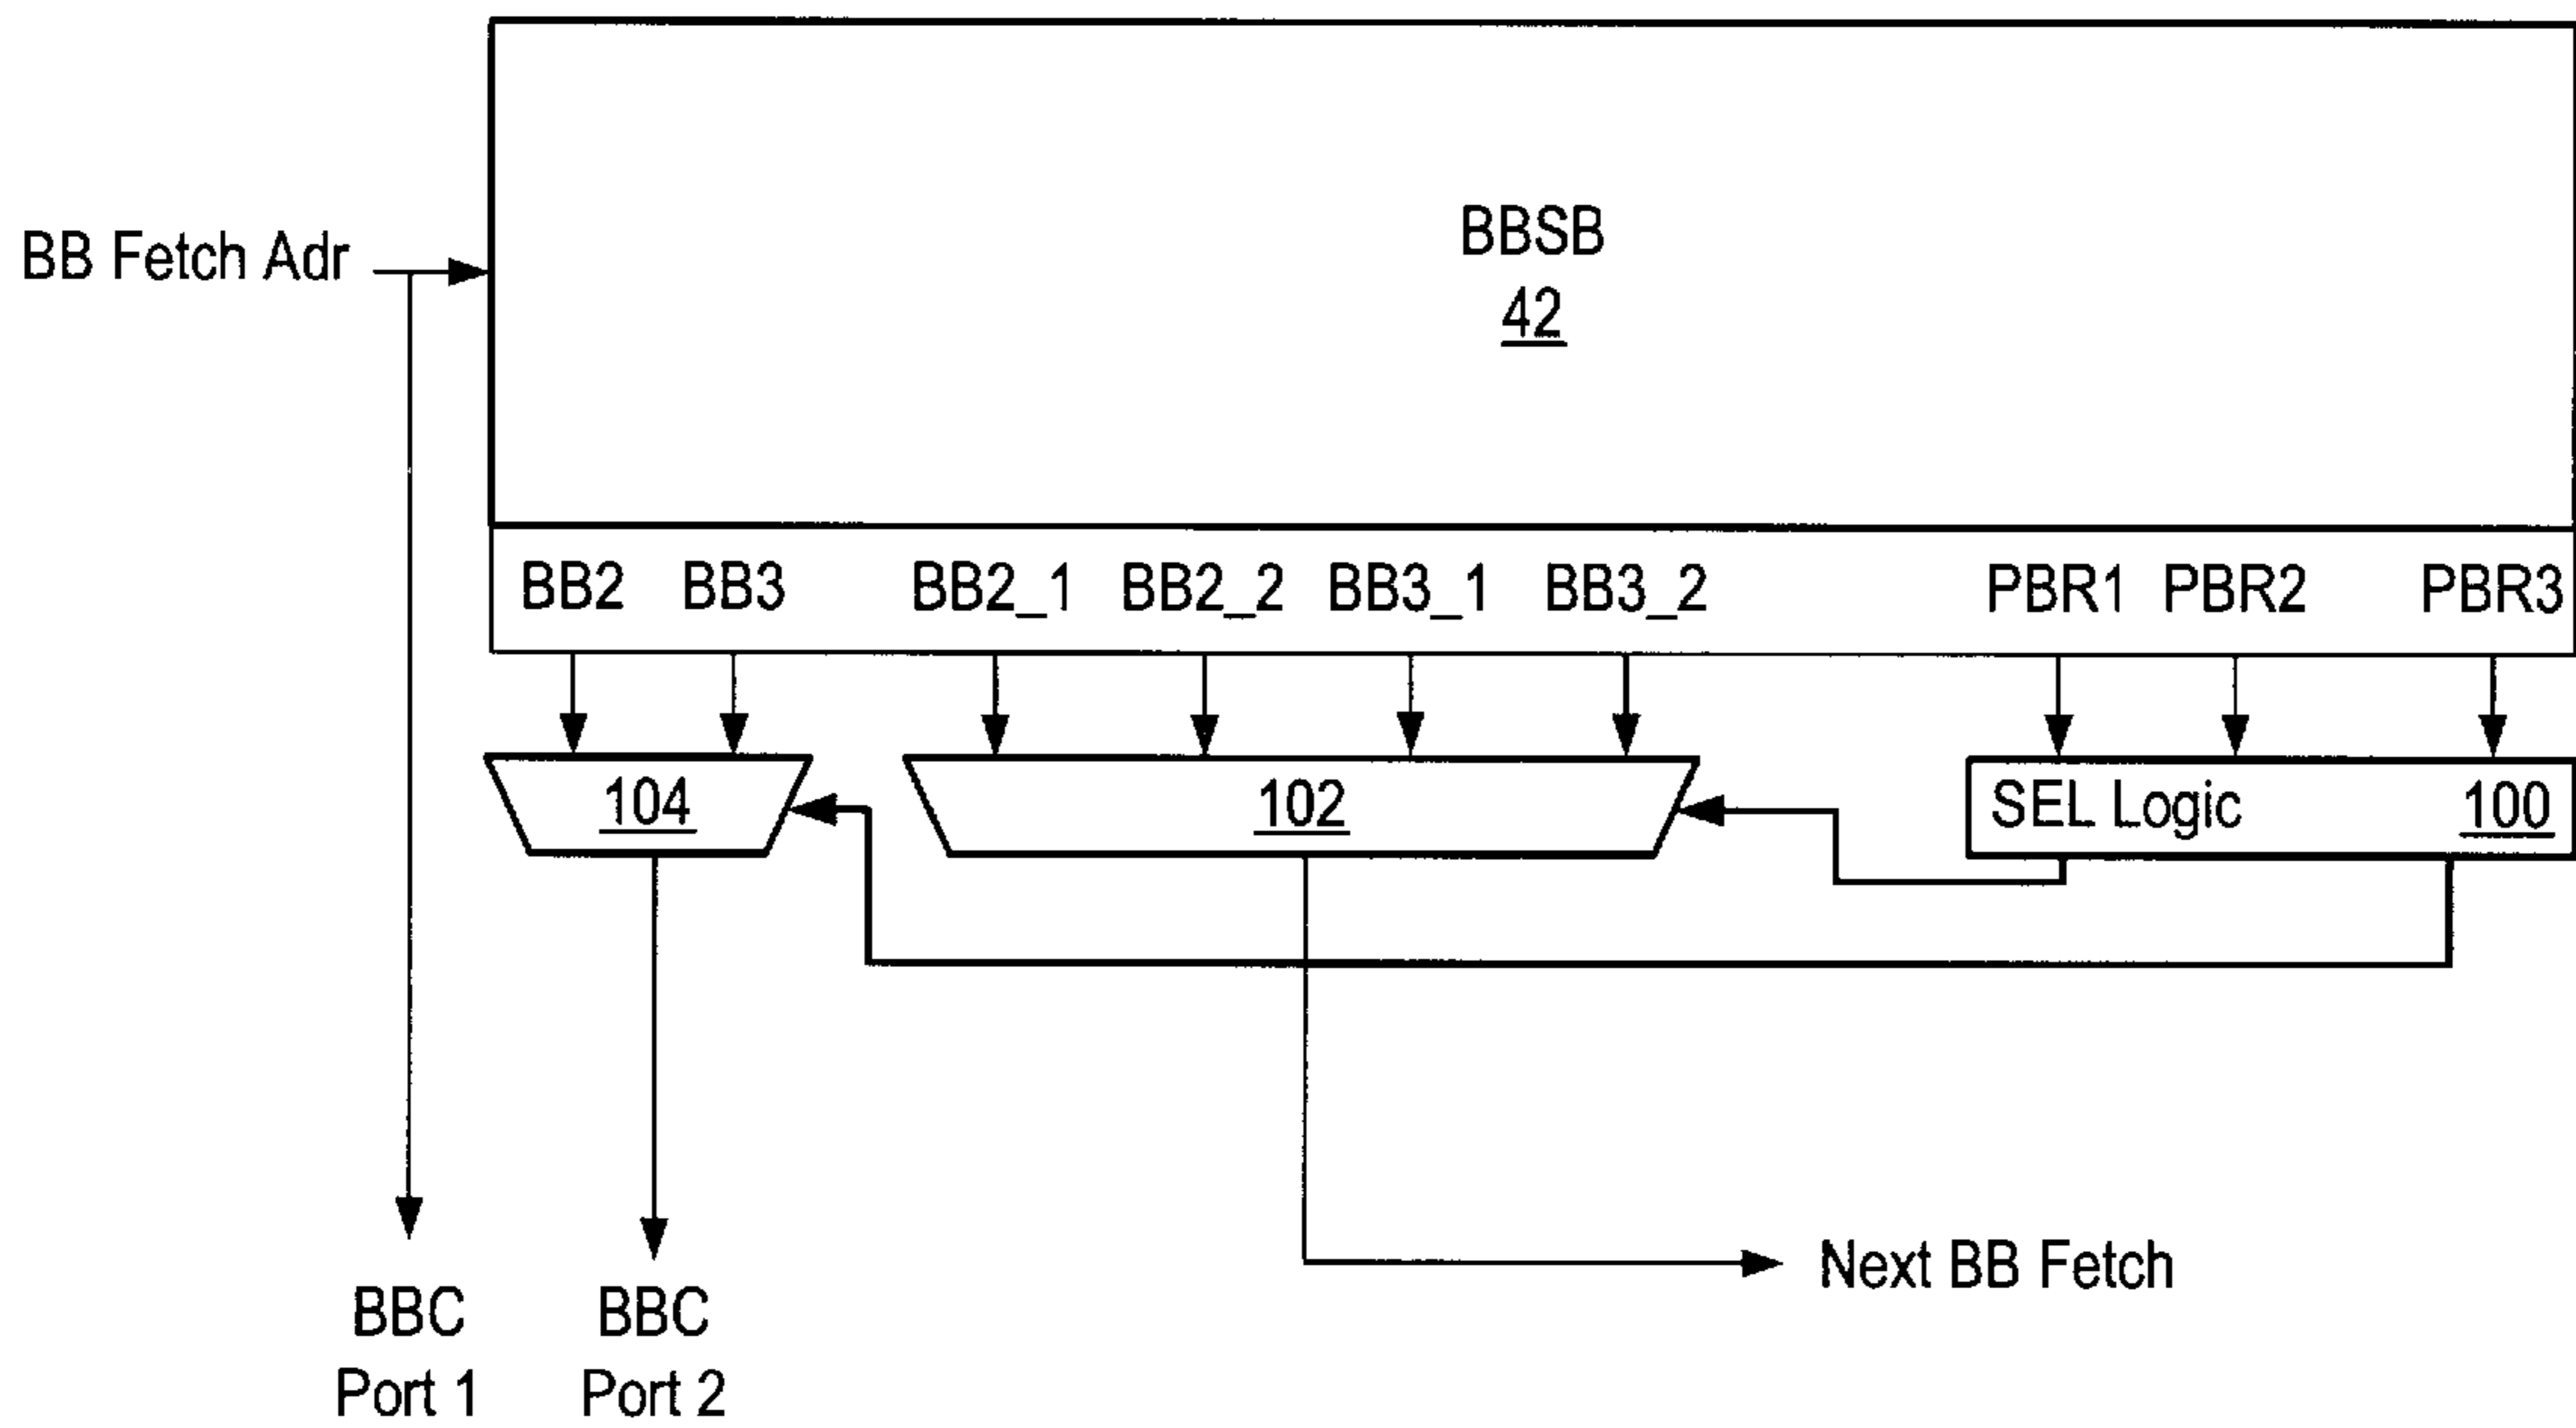 BBSB
BB Fetch Adr
42
BB2 BB3 BB2_1 BB2_2 BB3_1 BB3_2 PBR1 PBR2 PBR3
104 102 SEL Logic 100
Next BB Fetch
BBC BBC
Port 1 Port 2